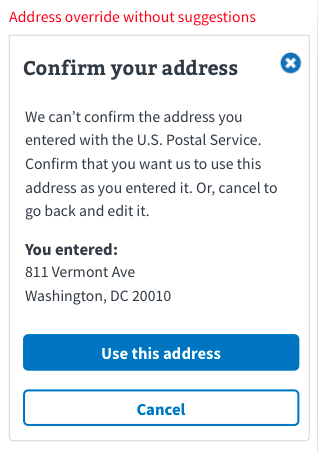 Address override without suggestions
Confirm your address
We can’t confirm the address you
entered with the U.S. Postal Service.
Confirm that you want us to use this
address as you entered it. Or, cancel to
go back and edit it.
You entered:
811 Vermont Ave
Washington, DC 20010
Use this address
Cancel